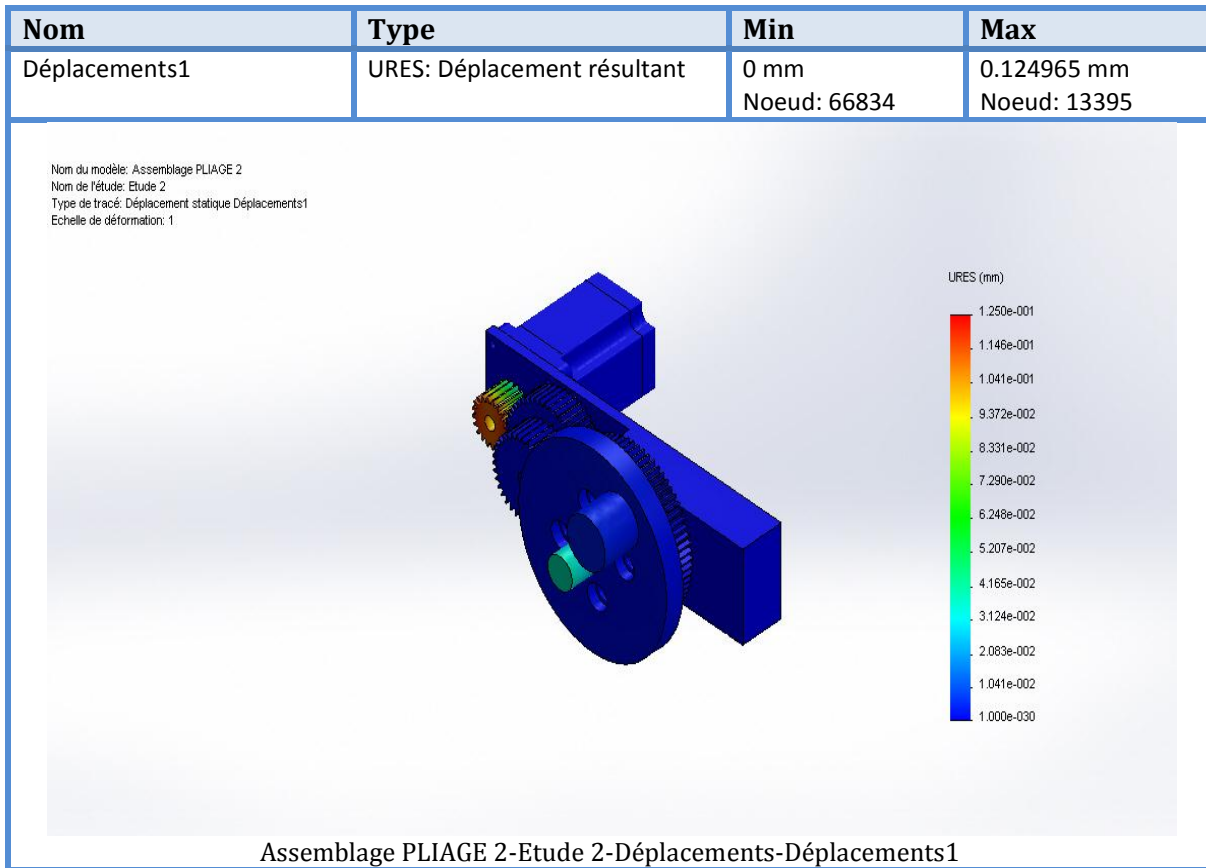 Nom Type Min Max
Déplacements1 URES: Déplacement résultant 0 mm 0.124965 mm
Noeud: 66834 Noeud: 13395
Nom du modèle: Assemblage PLIAGE 2
Nom de l'étude: Etude 2
Type de tracé: Déplacement statique Déplacements1
Echelle de déformation: 1
URES (mm)
1.250e-001
1.146e-001
1.041e-001
9.372e-002
8.331e-002
7.290e-002
6.248e-002
5.207e-002
4.165e-002
3.124e-002
2.083e-002
1.041e-002
1.000e-030
Assemblage PLIAGE 2-Etude 2-Déplacements-Déplacements1